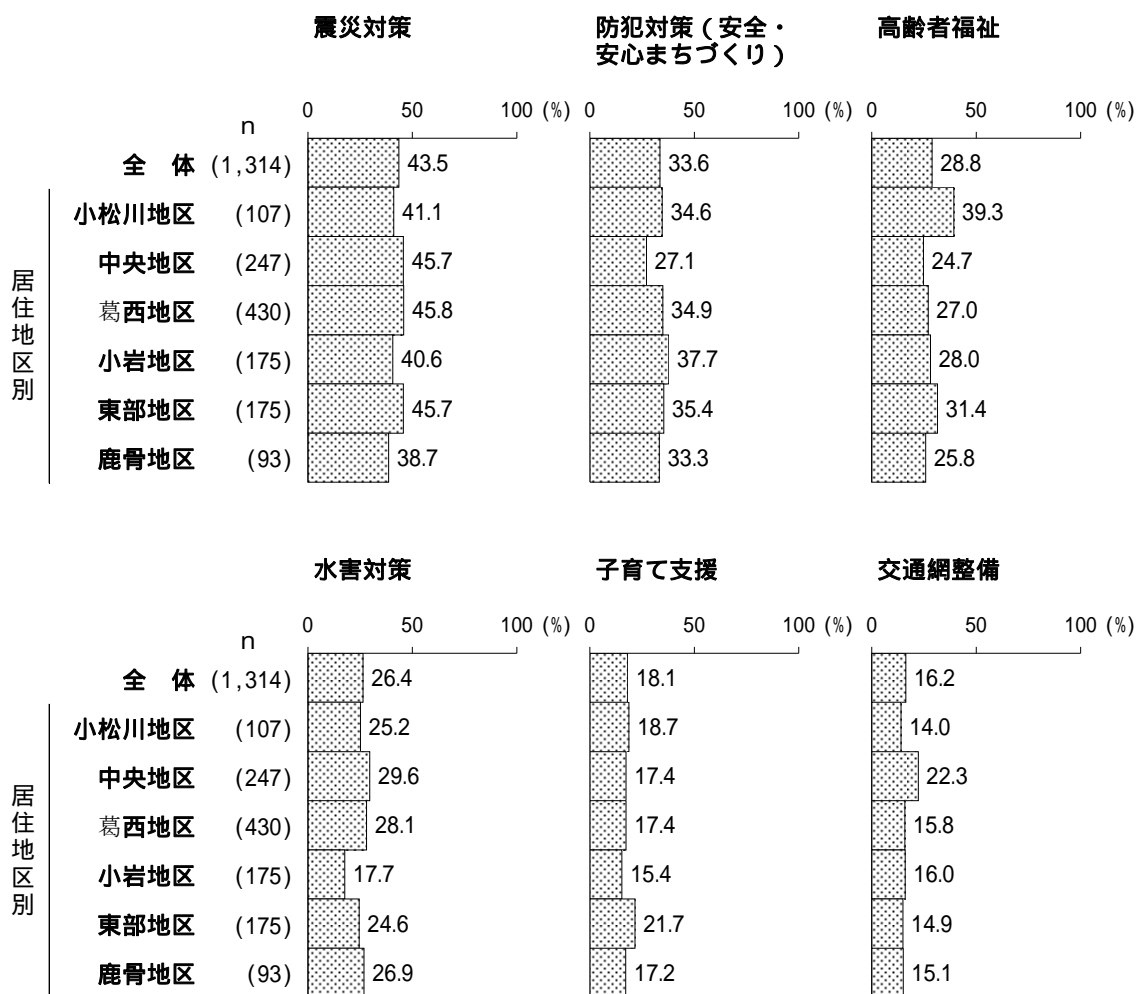 震災対策
防犯対策（安全・
安心まちづくり）
高齢者福祉
0 50 100 (%) 0 50 100 (%) 0 50 100 (%)
n
全 体 (1,314) 43.5 33.6 28.8
小松川地区 (107) 41.1 34.6 39.3
中央地区 (247) 45.7 27.1 24.7
葛西地区 (430) 45.8 34.9 27.0
小岩地区 (175) 40.6 37.7 28.0
東部地区 (175) 45.7 35.4 31.4
鹿骨地区 (93) 38.7 33.3 25.8
居住地区別
水害対策 子育て支援 交通網整備
0 50 100 (%) 0 50 100 (%) 0 50 100 (%)
n
全 体 (1,314) 26.4 18.1 16.2
小松川地区 (107) 25.2 18.7 14.0
中央地区 (247) 29.6 17.4 22.3
葛西地区 (430) 28.1 17.4 15.8
小岩地区 (175) 17.7 15.4 16.0
東部地区 (175) 24.6 21.7 14.9
鹿骨地区 (93) 26.9 17.2 15.1
居住地区別